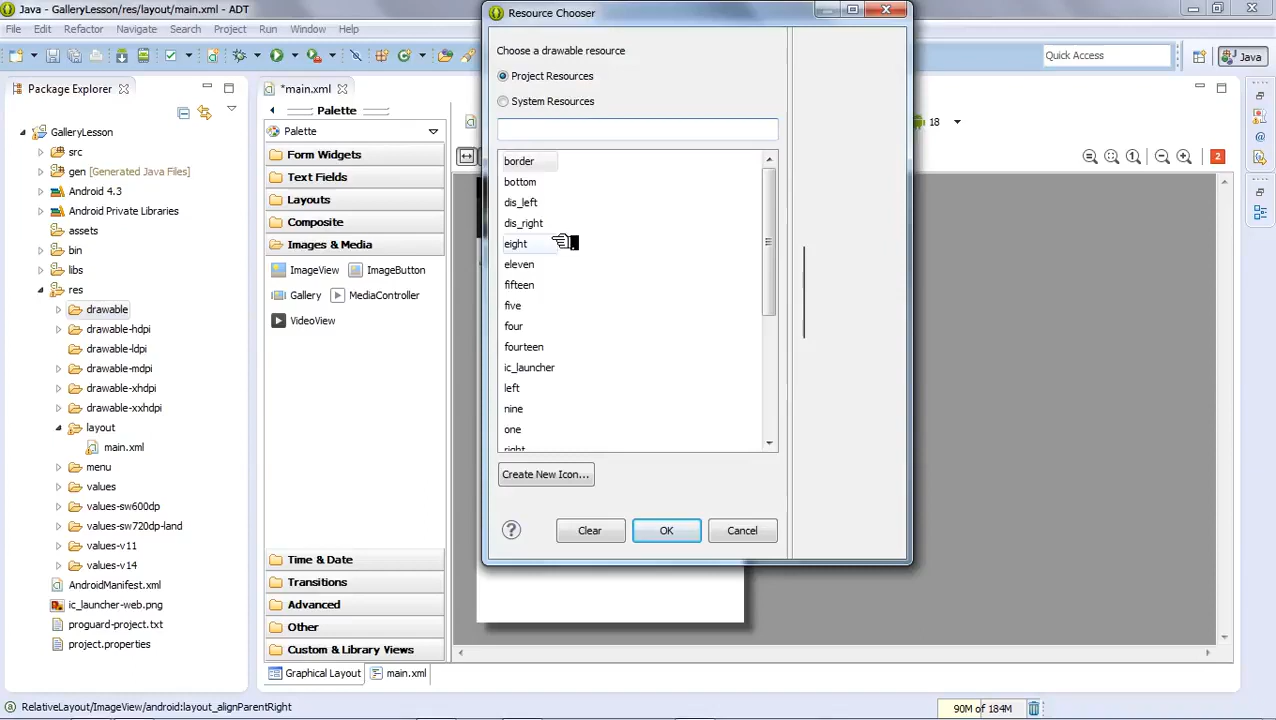 Java - GalleryLesson/res/layout/main.xml - ADT
Resource Chooser
File Edit Refactor Navigate Search Project Run Window Help
Quick Access
Java
Package Explorer
*main.xml
Palette
Palette
Form Widgets
Text Fields
Layouts
Composite
Images & Media
ImageView
ImageButton
Gallery
MediaController
VideoView
Time & Date
Transitions
Advanced
Other
Custom & Library Views
Graphical Layout
main.xml
GalleryLesson
src
gen [Generated Java Files]
Android 4.3
Android Private Libraries
assets
bin
libs
res
drawable
drawable-hdpi
drawable-ldpi
drawable-mdpi
drawable-xhdpi
drawable-xxhdpi
layout
main.xml
menu
values
values-sw600dp
values-sw720dp-land
values-v11
values-v14
AndroidManifest.xml
ic_launcher-web.png
proguard-project.txt
project.properties
Choose a drawable resource
Project Resources
System Resources
border
bottom
dis_left
dis_right
eight
eleven
fifteen
five
four
fourteen
ic_launcher
left
nine
one
right
Create New Icon...
Clear
OK
Cancel
18
2
RelativeLayout/ImageView/android:layout_alignParentRight
90M of 184M